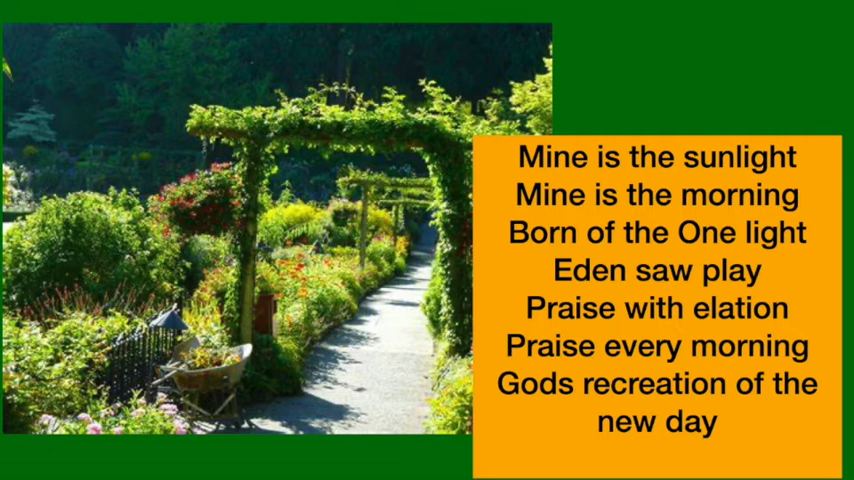 Mine is the sunlight
Mine is the morning
Born of the One light
Eden saw play
Praise with elation
Praise every morning
Gods recreation of the
new day